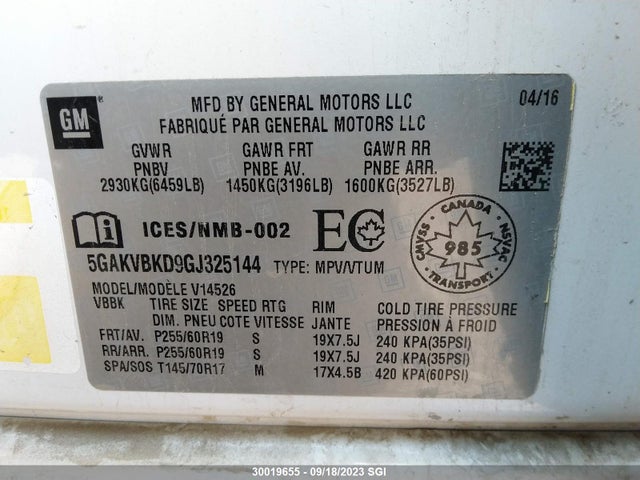 GM
MFD BY GENERAL MOTORS LLC
04/16
FABRIQUÉ PAR GENERAL MOTORS LLC
GVWR GAWR FRT GAWR RR
PNBV PNBE AV. PNBE ARR.
2930KG(6459LB) 1450KG(3196LB) 1600KG(3527LB)
i ICES/NMB-002 EC
CANADA
CMVSS 985 NSVAC
TRANSPORT
5GAKVBKD9GJ325144 TYPE: MPV/VTUM
MODEL/MODÈLE V14526
VBBK TIRE SIZE SPEED RTG RIM COLD TIRE PRESSURE
DIM. PNEU COTE VITESSE JANTE PRESSION À FROID
FRT/AV. P255/60R19 S 19X7.5J 240 KPA(35PSI)
RR/ARR. P255/60R19 S 19X7.5J 240 KPA(35PSI)
SPA/SOS T145/70R17 M 17X4.5B 420 KPA(60PSI)
30019655 - 09/18/2023 SGI